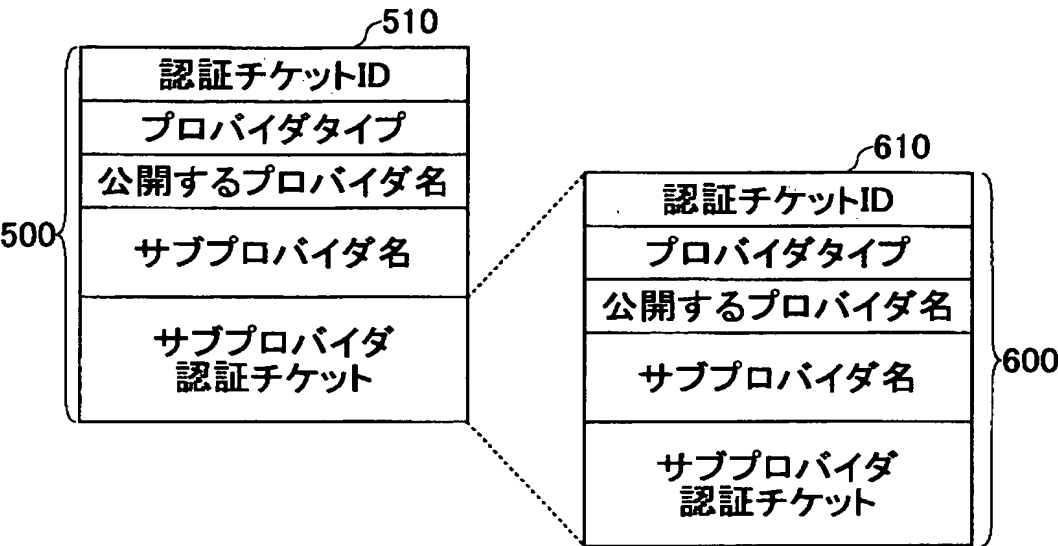 510
認証チケットID
プロバイダタイプ
公開するプロバイダ名
500
サブプロバイダ名
サブプロバイダ
認証チケット
610
認証チケットID
プロバイダタイプ
公開するプロバイダ名
サブプロバイダ名
600
サブプロバイダ
認証チケット